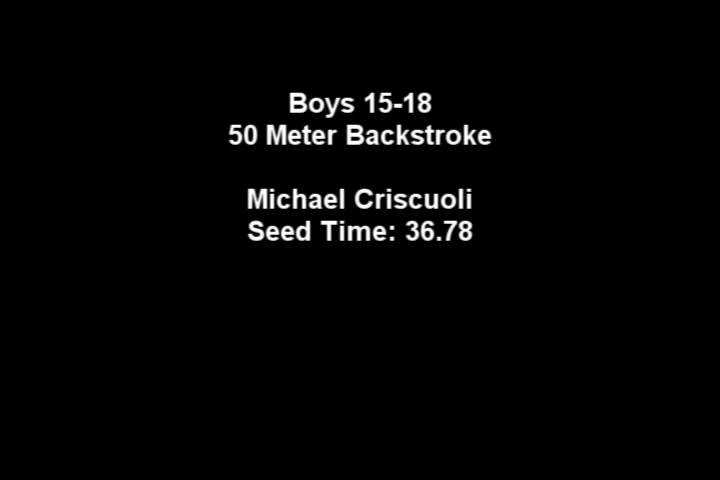 Boys 15-18
50 Meter Backstroke
Michael Criscuoli
Seed Time: 36.78